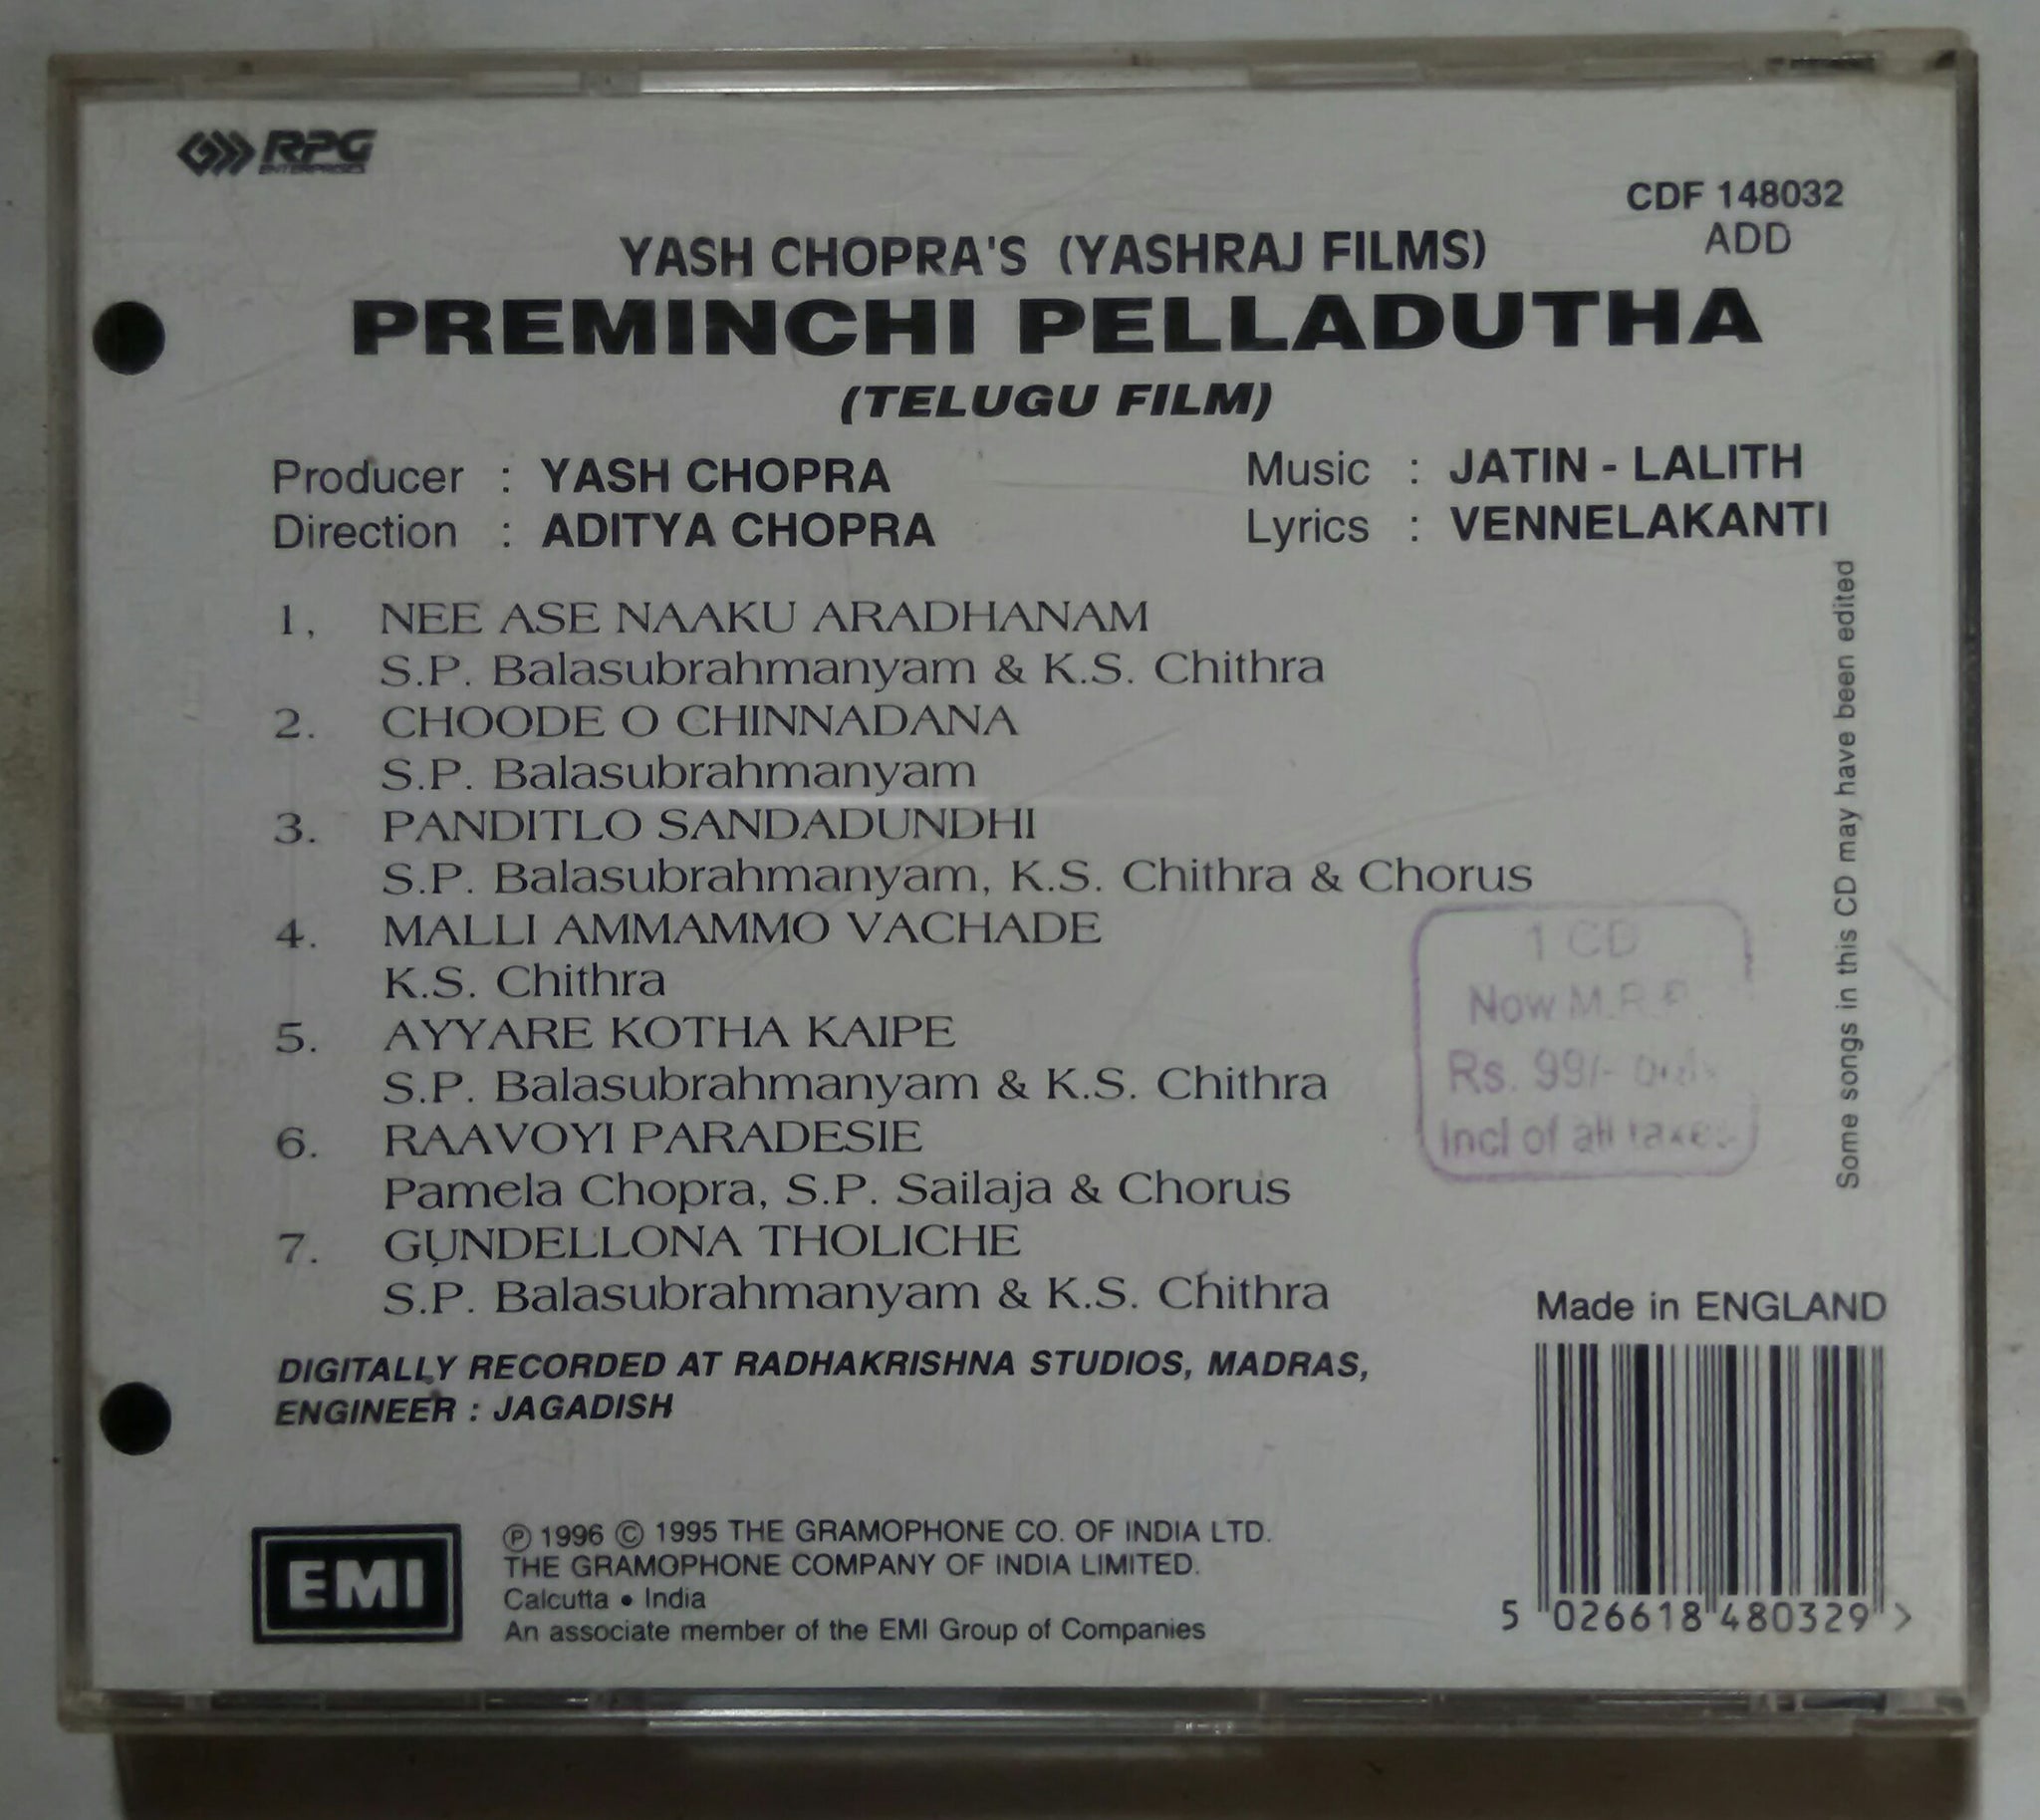 RPG
ENTERPRISES
CDF 148032
ADD
YASH CHOPRA'S (YASHRAJ FILMS)
PREMINCHI PELLADUTHA
(TELUGU FILM)
Producer : YASH CHOPRA
Direction : ADITYA CHOPRA
Music : JATIN - LALITH
Lyrics : VENNELAKANTI
1, NEE ASE NAAKU ARADHANAM
S.P. Balasubrahmanyam & K.S. Chithra
2. CHOODE O CHINNADANA
S.P. Balasubrahmanyam
3. PANDITLO SANDADUNDHI
S.P. Balasubrahmanyam, K.S. Chithra & Chorus
4. MALLI AMMAMMO VACHADE
K.S. Chithra
5. AYYARE KOTHA KAIPE
S.P. Balasubrahmanyam & K.S. Chithra
6. RAAVOYI PARADESIE
Pamela Chopra, S.P. Sailaja & Chorus
7. GUNDELLONA THOLICHE
S.P. Balasubrahmanyam & K.S. Chithra
Some songs in this CD may have been edited
1 CD
Now M.R.P.
Rs. 99/- Only
Incl of all taxes
DIGITALLY RECORDED AT RADHAKRISHNA STUDIOS, MADRAS,
ENGINEER : JAGADISH
Made in ENGLAND
5 026618 480329 >
EMI
Ⓟ 1996 © 1995 THE GRAMOPHONE CO. OF INDIA LTD.
THE GRAMOPHONE COMPANY OF INDIA LIMITED.
Calcutta • India
An associate member of the EMI Group of Companies